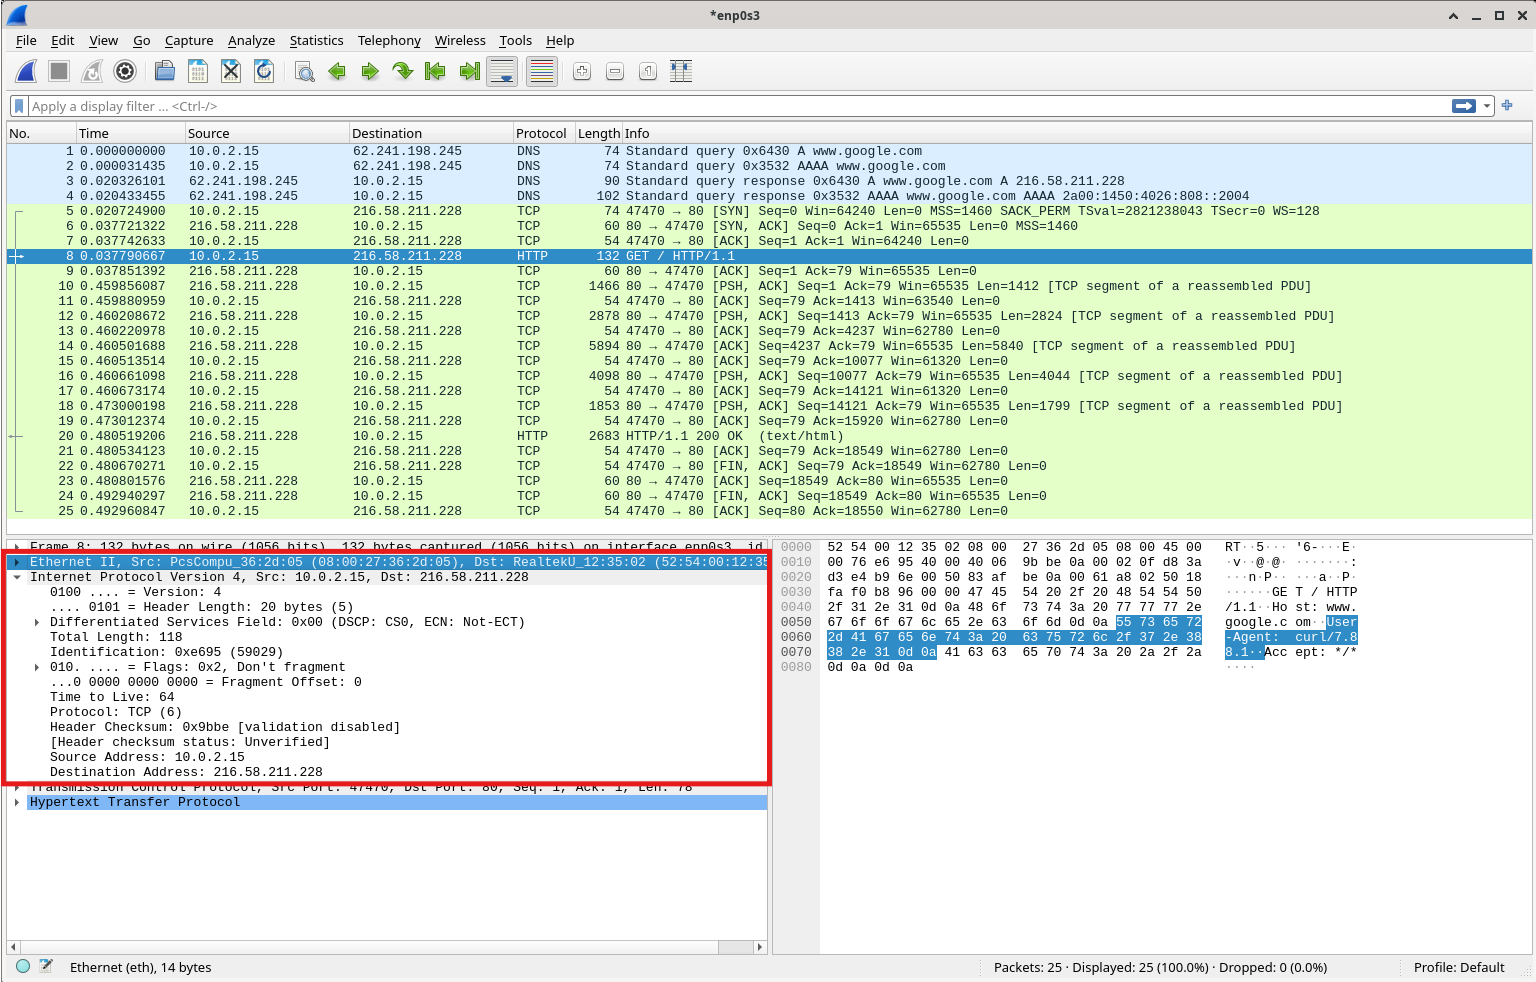 *enp0s3
File Edit View Go Capture Analyze Statistics Telephony Wireless Tools Help
Apply a display filter ... <Ctrl-/>
No. Time Source Destination Protocol Length Info
1 0.000000000 10.0.2.15 62.241.198.245 DNS 74 Standard query 0x6430 A www.google.com
2 0.000031435 10.0.2.15 62.241.198.245 DNS 74 Standard query 0x3532 AAAA www.google.com
3 0.020326101 62.241.198.245 10.0.2.15 DNS 90 Standard query response 0x6430 A www.google.com A 216.58.211.228
4 0.020433455 62.241.198.245 10.0.2.15 DNS 102 Standard query response 0x3532 AAAA www.google.com AAAA 2a00:1450:4026:808::2004
5 0.020724900 10.0.2.15 216.58.211.228 TCP 74 47470 → 80 [SYN] Seq=0 Win=64240 Len=0 MSS=1460 SACK_PERM TSval=2821238043 TSecr=0 WS=128
6 0.037721322 216.58.211.228 10.0.2.15 TCP 60 80 → 47470 [SYN, ACK] Seq=0 Ack=1 Win=65535 Len=0 MSS=1460
7 0.037742633 10.0.2.15 216.58.211.228 TCP 54 47470 → 80 [ACK] Seq=1 Ack=1 Win=64240 Len=0
8 0.037790667 10.0.2.15 216.58.211.228 HTTP 132 GET / HTTP/1.1
9 0.037851392 216.58.211.228 10.0.2.15 TCP 60 80 → 47470 [ACK] Seq=1 Ack=79 Win=65535 Len=0
10 0.459856087 216.58.211.228 10.0.2.15 TCP 1466 80 → 47470 [PSH, ACK] Seq=1 Ack=79 Win=65535 Len=1412 [TCP segment of a reassembled PDU]
11 0.459880959 10.0.2.15 216.58.211.228 TCP 54 47470 → 80 [ACK] Seq=79 Ack=1413 Win=63540 Len=0
12 0.460208672 216.58.211.228 10.0.2.15 TCP 2878 80 → 47470 [PSH, ACK] Seq=1413 Ack=79 Win=65535 Len=2824 [TCP segment of a reassembled PDU]
13 0.460220978 10.0.2.15 216.58.211.228 TCP 54 47470 → 80 [ACK] Seq=79 Ack=4237 Win=62780 Len=0
14 0.460501688 216.58.211.228 10.0.2.15 TCP 5894 80 → 47470 [PSH, ACK] Seq=4237 Ack=79 Win=65535 Len=5840 [TCP segment of a reassembled PDU]
15 0.460513514 10.0.2.15 216.58.211.228 TCP 54 47470 → 80 [ACK] Seq=79 Ack=10077 Win=61320 Len=0
16 0.460661098 216.58.211.228 10.0.2.15 TCP 4098 80 → 47470 [PSH, ACK] Seq=10077 Ack=79 Win=65535 Len=4044 [TCP segment of a reassembled PDU]
17 0.460673174 10.0.2.15 216.58.211.228 TCP 54 47470 → 80 [ACK] Seq=79 Ack=14121 Win=61320 Len=0
18 0.473000198 216.58.211.228 10.0.2.15 TCP 1853 80 → 47470 [PSH, ACK] Seq=14121 Ack=79 Win=65535 Len=1799 [TCP segment of a reassembled PDU]
19 0.473012374 10.0.2.15 216.58.211.228 TCP 54 47470 → 80 [ACK] Seq=79 Ack=15920 Win=62780 Len=0
20 0.480519206 216.58.211.228 10.0.2.15 HTTP 2683 HTTP/1.1 200 OK (text/html)
21 0.480534123 10.0.2.15 216.58.211.228 TCP 54 47470 → 80 [ACK] Seq=79 Ack=18549 Win=62780 Len=0
22 0.480670271 10.0.2.15 216.58.211.228 TCP 54 47470 → 80 [FIN, ACK] Seq=79 Ack=18549 Win=62780 Len=0
23 0.480801576 216.58.211.228 10.0.2.15 TCP 60 80 → 47470 [ACK] Seq=18549 Ack=80 Win=65535 Len=0
24 0.492940297 216.58.211.228 10.0.2.15 TCP 60 80 → 47470 [FIN, ACK] Seq=18549 Ack=80 Win=65535 Len=0
25 0.492960847 10.0.2.15 216.58.211.228 TCP 54 47470 → 80 [ACK] Seq=80 Ack=18550 Win=62780 Len=0
Frame 8: 132 bytes on wire (1056 bits), 132 bytes captured (1056 bits) on interface enp0s3, id
Ethernet II, Src: PcsCompu_36:2d:05 (08:00:27:36:2d:05), Dst: RealtekU_12:35:02 (52:54:00:12:35
Internet Protocol Version 4, Src: 10.0.2.15, Dst: 216.58.211.228
0100 .... = Version: 4
.... 0101 = Header Length: 20 bytes (5)
Differentiated Services Field: 0x00 (DSCP: CS0, ECN: Not-ECT)
Total Length: 118
Identification: 0xe695 (59029)
010. .... = Flags: 0x2, Don't fragment
...0 0000 0000 0000 = Fragment Offset: 0
Time to Live: 64
Protocol: TCP (6)
Header Checksum: 0x9bbe [validation disabled]
[Header checksum status: Unverified]
Source Address: 10.0.2.15
Destination Address: 216.58.211.228
Transmission Control Protocol, Src Port: 47470, Dst Port: 80, Seq: 1, Ack: 1, Len: 78
Hypertext Transfer Protocol
0000 52 54 00 12 35 02 08 00 27 36 2d 05 08 00 45 00 RT··5··· '6-···E·
0010 00 76 e6 95 40 00 40 06 9b be 0a 00 02 0f d8 3a ·v··@·@· ·······:
0020 d3 e4 b9 6e 00 50 83 af be 0a 00 61 a8 02 50 18 ···n·P·· ···a··P·
0030 fa f0 b8 96 00 00 47 45 54 20 2f 20 48 54 54 50 ······GE T / HTTP
0040 2f 31 2e 31 0d 0a 48 6f 73 74 3a 20 77 77 77 2e /1.1··Ho st: www.
0050 67 6f 6f 67 6c 65 2e 63 6f 6d 0d 0a 55 73 65 72 google.c om··User
0060 2d 41 67 65 6e 74 3a 20 63 75 72 6c 2f 37 2e 38 -Agent:  curl/7.8
0070 38 2e 31 0d 0a 41 63 63 65 70 74 3a 20 2a 2f 2a 8.1··Acc ept: */*
0080 0d 0a 0d 0a ····
Ethernet (eth), 14 bytes
Packets: 25 · Displayed: 25 (100.0%) · Dropped: 0 (0.0%)
Profile: Default